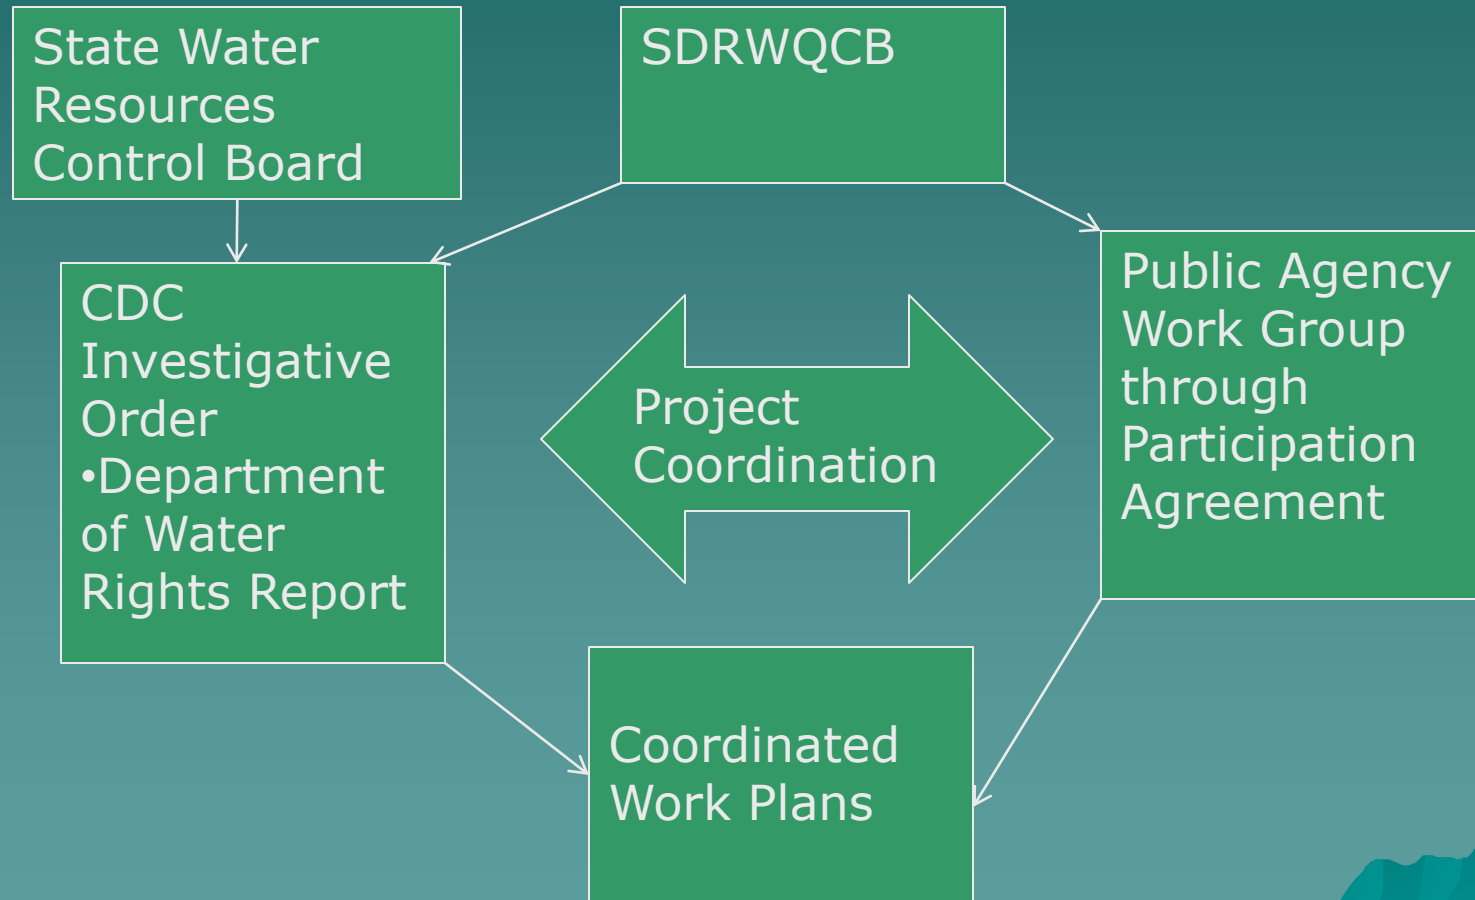 State Water
Resources
Control Board
SDRWQCB
CDC
Investigative
Order
•Department
of Water
Rights Report
Project
Coordination
Public Agency
Work Group
through
Participation
Agreement
Coordinated
Work Plans